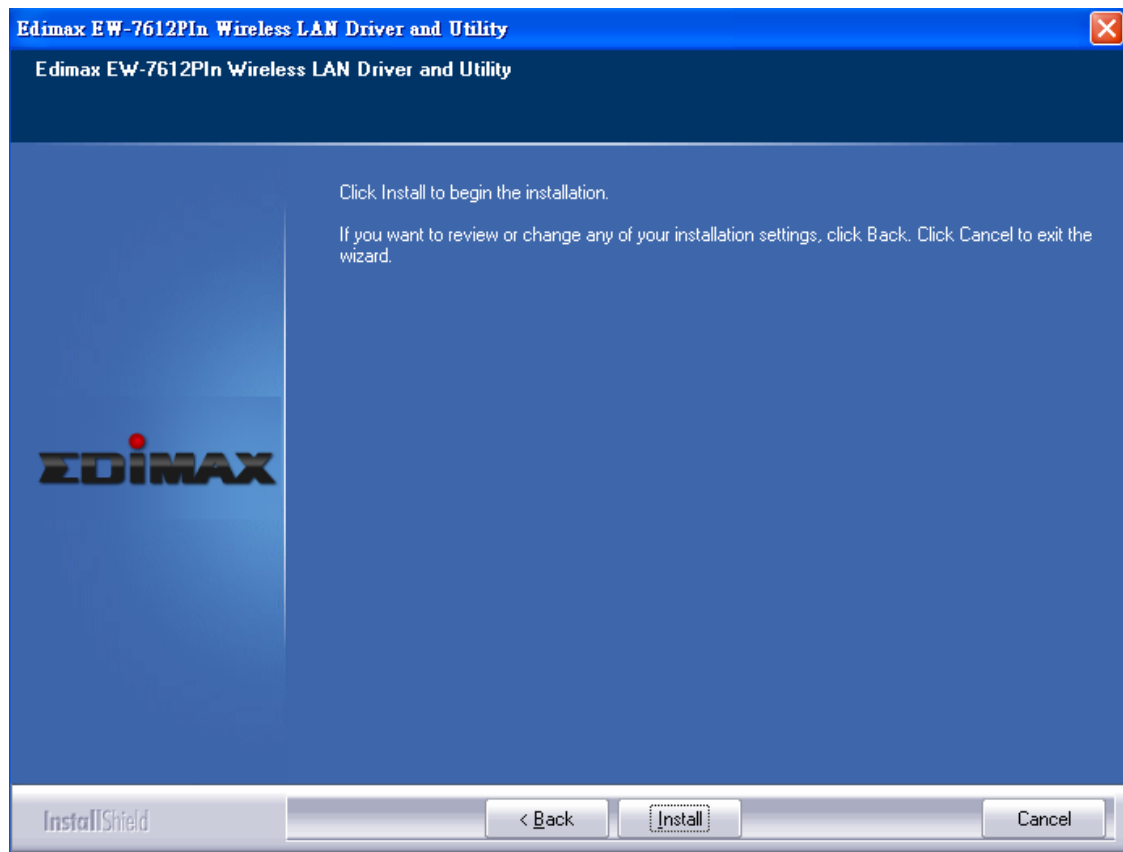 Edimax EW-7612PIn Wireless LAN Driver and Utility
Edimax EW-7612PIn Wireless LAN Driver and Utility
Click Install to begin the installation.
If you want to review or change any of your installation settings, click Back. Click Cancel to exit the
wizard.
EDiMAX
InstallShield
< Back
Install
Cancel